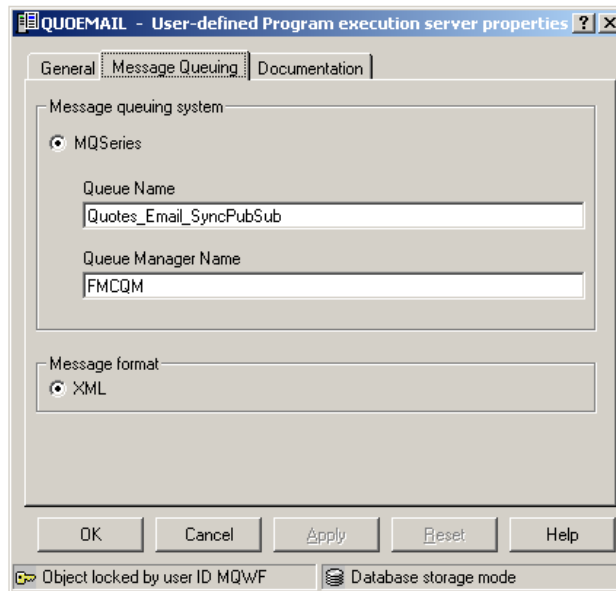 QUOEMAIL - User-defined Program execution server properties
General Message Queuing Documentation
Message queuing system
MQSeries
Queue Name
Quotes_Email_SyncPubSub
Queue Manager Name
FMCQM
Message format
XML
OK Cancel Apply Reset Help
Object locked by user ID MQWF Database storage mode